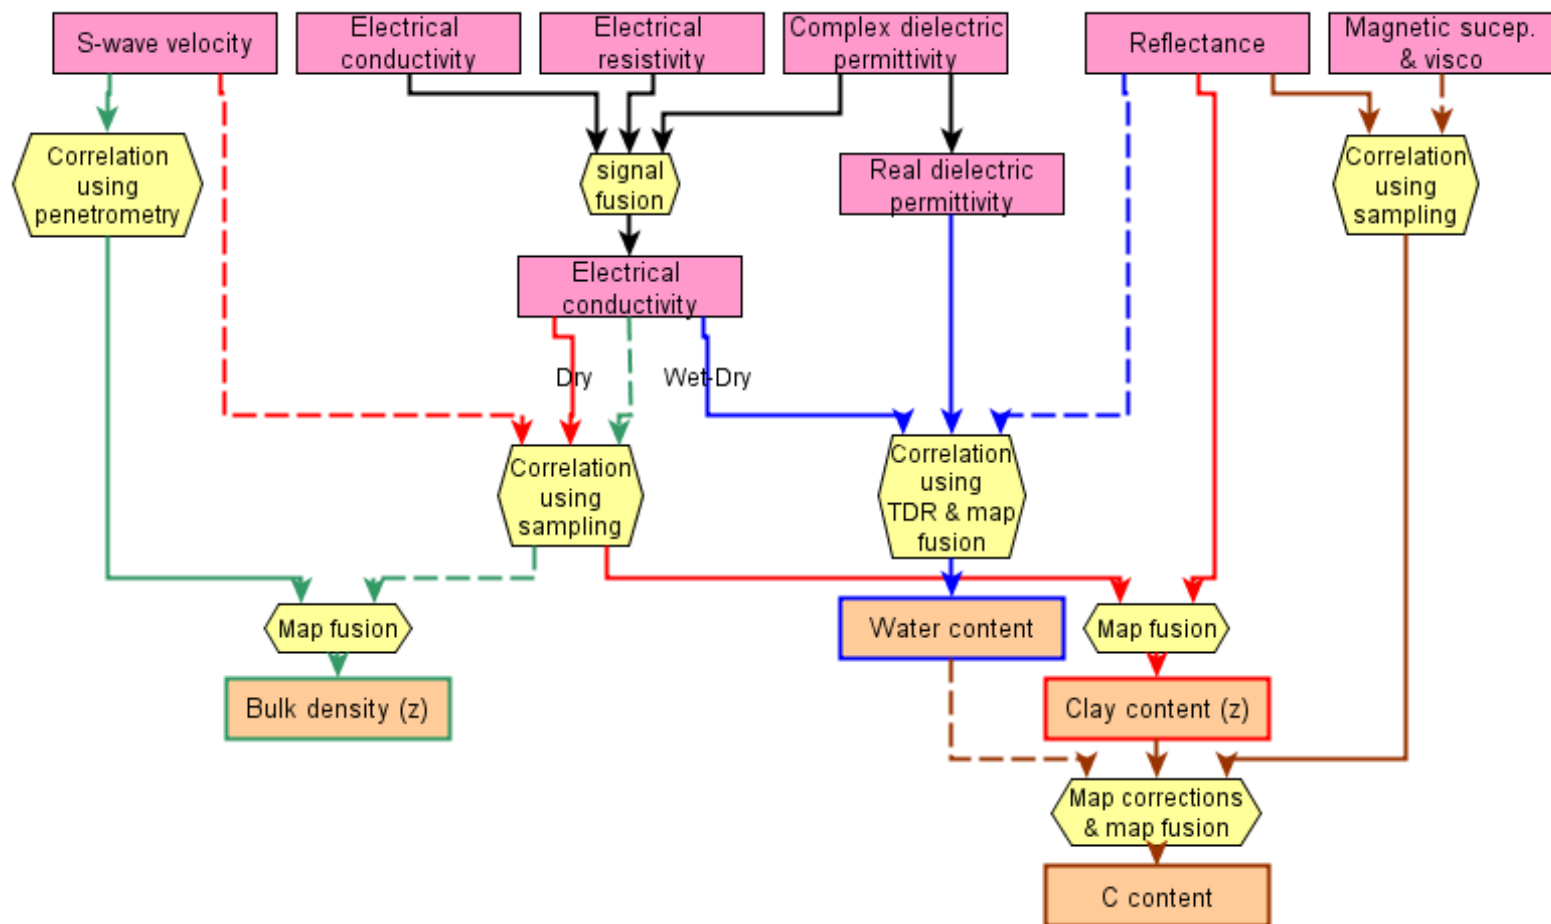 S-wave velocity
Electrical
conductivity
Electrical
resistivity
Complex dielectric
permittivity
Reflectance
Magnetic sucep.
& visco
Correlation
using
penetrometry
signal
fusion
Real dielectric
permittivity
Correlation
using
sampling
Electrical
conductivity
Dry
Wet-Dry
Correlation
using
sampling
Correlation
using
TDR & map
fusion
Map fusion
Water content
Map fusion
Bulk density (z)
Clay content (z)
Map corrections
& map fusion
C content